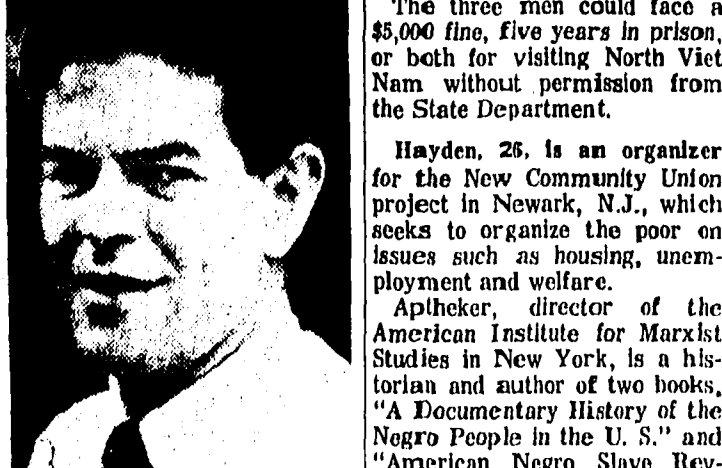 The three men could face a
$5,000 fine, five years in prison,
or both for visiting North Viet
Nam without permission from
the State Department.
Hayden, 26, is an organizer
for the New Community Union
project in Newark, N.J., which
seeks to organize the poor on
issues such as housing, unem-
ployment and welfare.
Aptheker, director of the
American Institute for Marxist
Studies in New York, is a his-
torian and author of two books,
"A Documentary History of the
Negro People in the U. S." and
"American Negro Slave Rev-